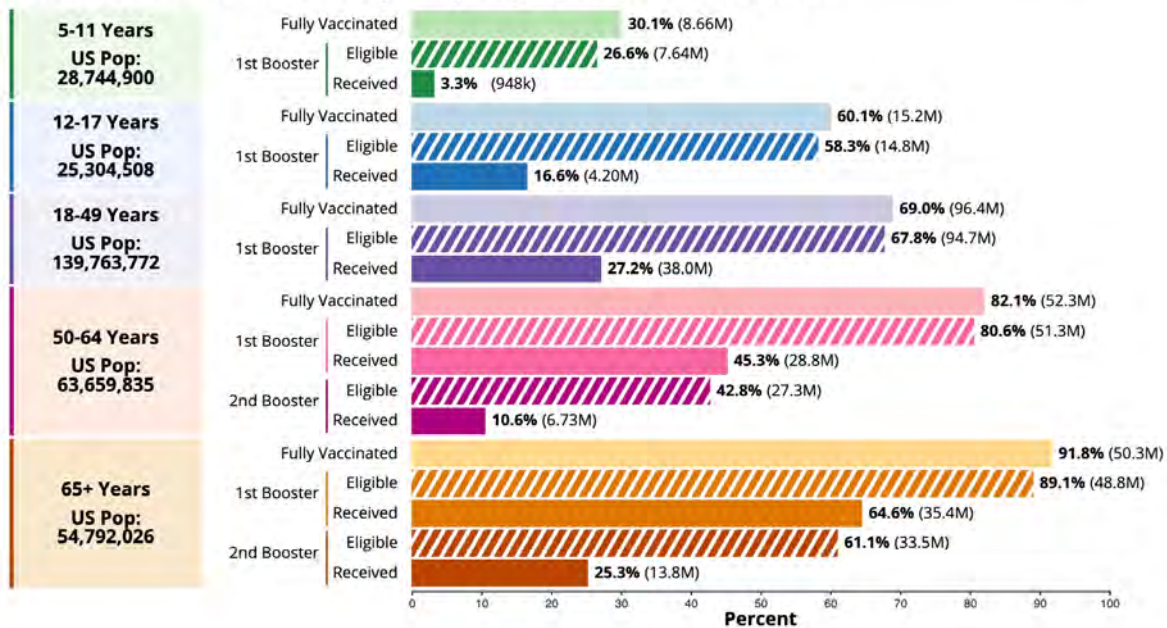 5-11 Years
US Pop:
28,744,900
Fully Vaccinated 30.1% (8.66M)
1st Booster
Eligible 26.6% (7.64M)
Received 3.3% (948k)
12-17 Years
US Pop:
25,304,508
Fully Vaccinated 60.1% (15.2M)
1st Booster
Eligible 58.3% (14.8M)
Received 16.6% (4.20M)
18-49 Years
US Pop:
139,763,772
Fully Vaccinated 69.0% (96.4M)
1st Booster
Eligible 67.8% (94.7M)
Received 27.2% (38.0M)
50-64 Years
US Pop:
63,659,835
Fully Vaccinated 82.1% (52.3M)
1st Booster
Eligible 80.6% (51.3M)
Received 45.3% (28.8M)
2nd Booster
Eligible 42.8% (27.3M)
Received 10.6% (6.73M)
65+ Years
US Pop:
54,792,026
Fully Vaccinated 91.8% (50.3M)
1st Booster
Eligible 89.1% (48.8M)
Received 64.6% (35.4M)
2nd Booster
Eligible 61.1% (33.5M)
Received 25.3% (13.8M)
0 10 20 30 40 50 60 70 80 90 100
Percent